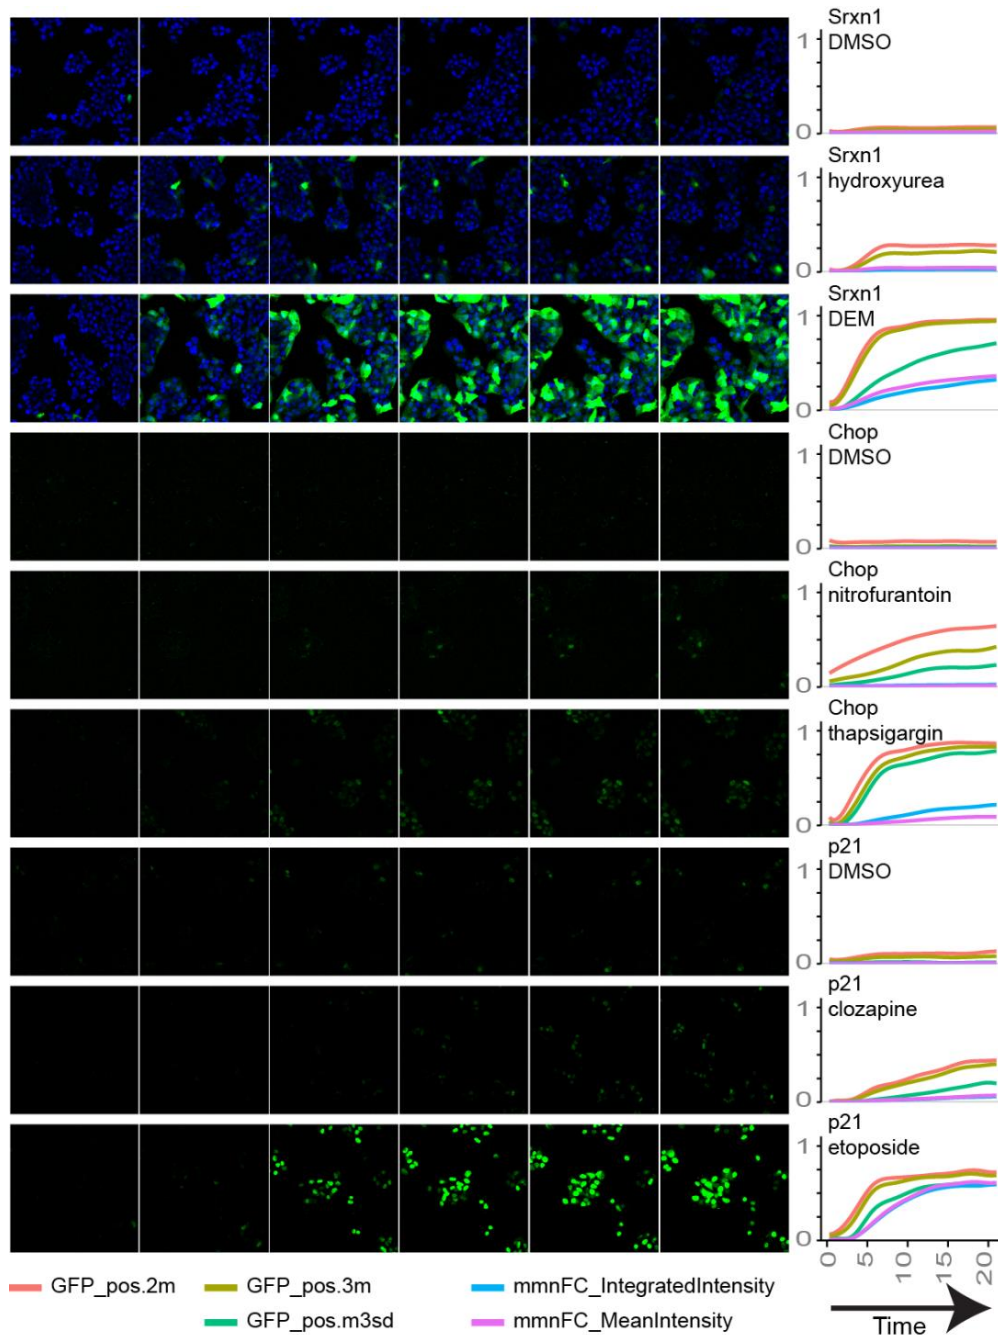 Srxn1
DMSO
1
0
Srxn1
hydroxyurea
1
0
Srxn1
DEM
1
0
Chop
DMSO
1
0
Chop
nitrofurantoin
1
0
Chop
thapsigargin
1
0
p21
DMSO
1
0
p21
clozapine
1
0
p21
etoposide
1
0
0 5 10 15 20
Time
GFP_pos.2m GFP_pos.3m mmnFC_IntegratedIntensity
GFP_pos.m3sd mmnFC_MeanIntensity